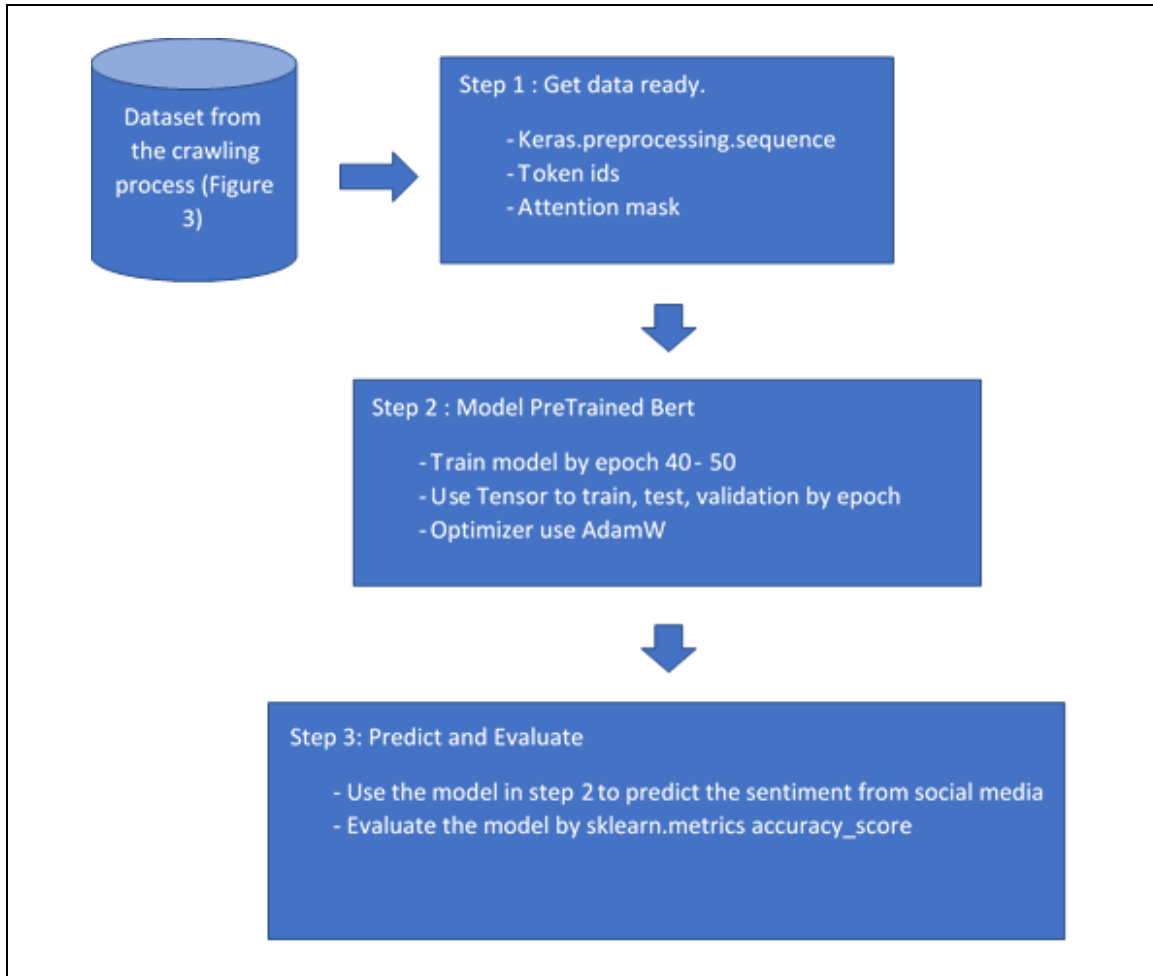 Dataset from
the crawling
process (Figure
3)
Step 1 : Get data ready.
- Keras.preprocessing.sequence
- Token ids
- Attention mask
Step 2 : Model PreTrained Bert
- Train model by epoch 40 - 50
- Use Tensor to train, test, validation by epoch
- Optimizer use AdamW
Step 3: Predict and Evaluate
- Use the model in step 2 to predict the sentiment from social media
- Evaluate the model by sklearn.metrics accuracy_score